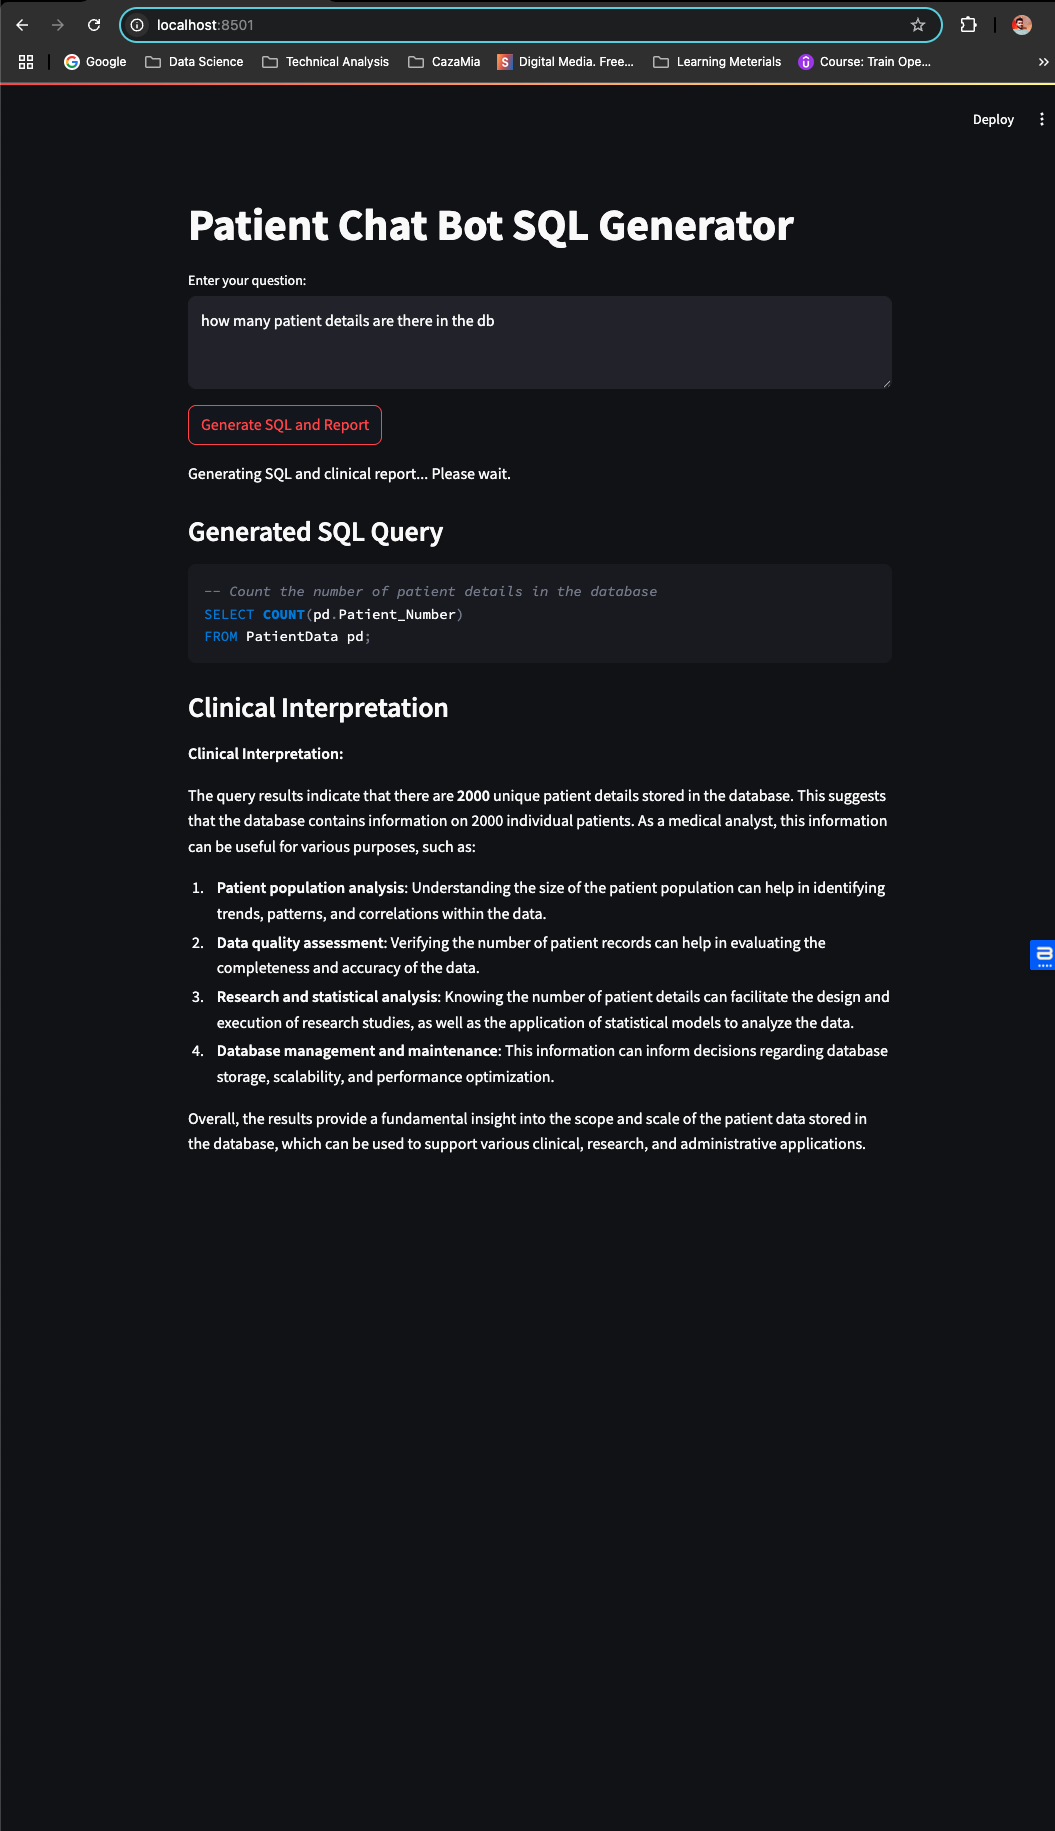 localhost:8501
Google Data Science Technical Analysis CazaMia Digital Media. Free... Learning Meterials Course: Train Ope...
Deploy
Patient Chat Bot SQL Generator
Enter your question:
how many patient details are there in the db
Generate SQL and Report
Generating SQL and clinical report... Please wait.
Generated SQL Query
-- Count the number of patient details in the database
SELECT COUNT(pd.Patient_Number)
FROM PatientData pd;
Clinical Interpretation
Clinical Interpretation:
The query results indicate that there are 2000 unique patient details stored in the database. This suggests
that the database contains information on 2000 individual patients. As a medical analyst, this information
can be useful for various purposes, such as:
1. Patient population analysis: Understanding the size of the patient population can help in identifying
trends, patterns, and correlations within the data.
2. Data quality assessment: Verifying the number of patient records can help in evaluating the
completeness and accuracy of the data.
3. Research and statistical analysis: Knowing the number of patient details can facilitate the design and
execution of research studies, as well as the application of statistical models to analyze the data.
4. Database management and maintenance: This information can inform decisions regarding database
storage, scalability, and performance optimization.
Overall, the results provide a fundamental insight into the scope and scale of the patient data stored in
the database, which can be used to support various clinical, research, and administrative applications.